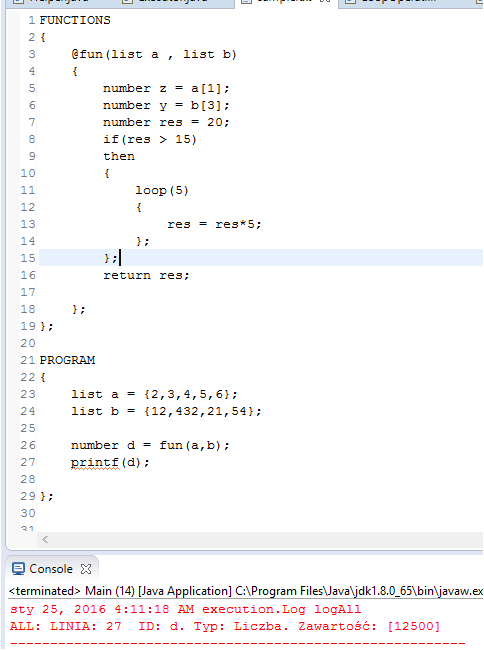 1 FUNCTIONS
2 {
3     @fun(list a , list b)
4     {
5         number z = a[1];
6         number y = b[3];
7         number res = 20;
8         if(res > 15)
9         then
10         {
11             loop(5)
12             {
13                 res = res*5;
14             };
15         };
16         return res;
17
18     };
19 };
20
21 PROGRAM
22 {
23     list a = {2,3,4,5,6};
24     list b = {12,432,21,54};
25
26     number d = fun(a,b);
27     printf(d);
28
29 };
30
31
Console
<terminated> Main (14) [Java Application] C:\Program Files\Java\jdk1.8.0_65\bin\javaw.ex
sty 25, 2016 4:11:18 AM execution.Log logAll
ALL: LINIA: 27  ID: d. Typ: Liczba. Zawartość: [12500]
----------------------------------------------------------